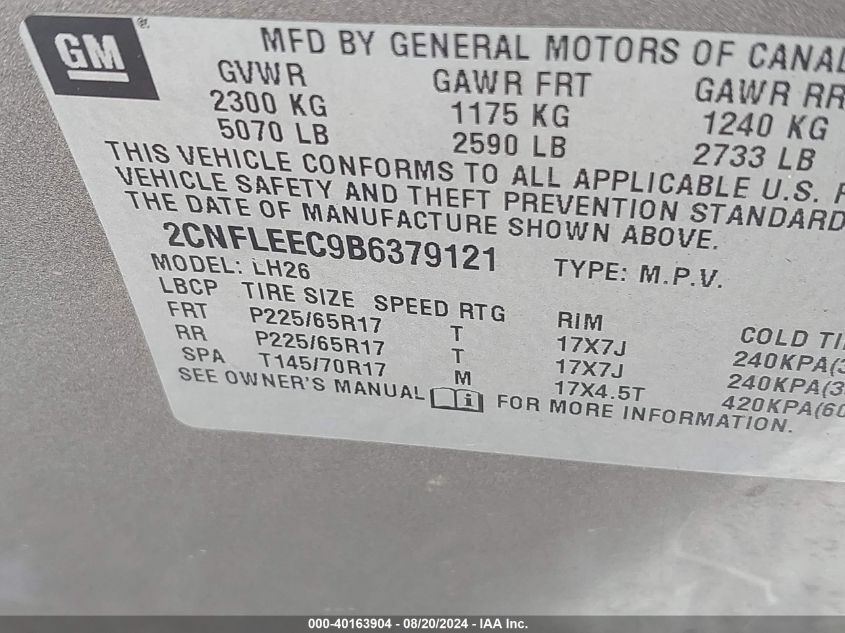 GM®
MFD BY GENERAL MOTORS OF CANAD
GVWR GAWR FRT GAWR RR
2300 KG 1175 KG 1240 KG
5070 LB 2590 LB 2733 LB
THIS VEHICLE CONFORMS TO ALL APPLICABLE U.S. F
VEHICLE SAFETY AND THEFT PREVENTION STANDARD
THE DATE OF MANUFACTURE SHOWN ABOVE.
2CNFLEEC9B6379121 TYPE: M.P.V.
MODEL: LH26
LBCP TIRE SIZE SPEED RTG RIM COLD TI
FRT P225/65R17 T 17X7J 240KPA(3
RR P225/65R17 T 17X7J 240KPA(3
SPA T145/70R17 M 17X4.5T 420KPA(60
SEE OWNER'S MANUAL i FOR MORE INFORMATION.
000-40163904 - 08/20/2024 - IAA Inc.